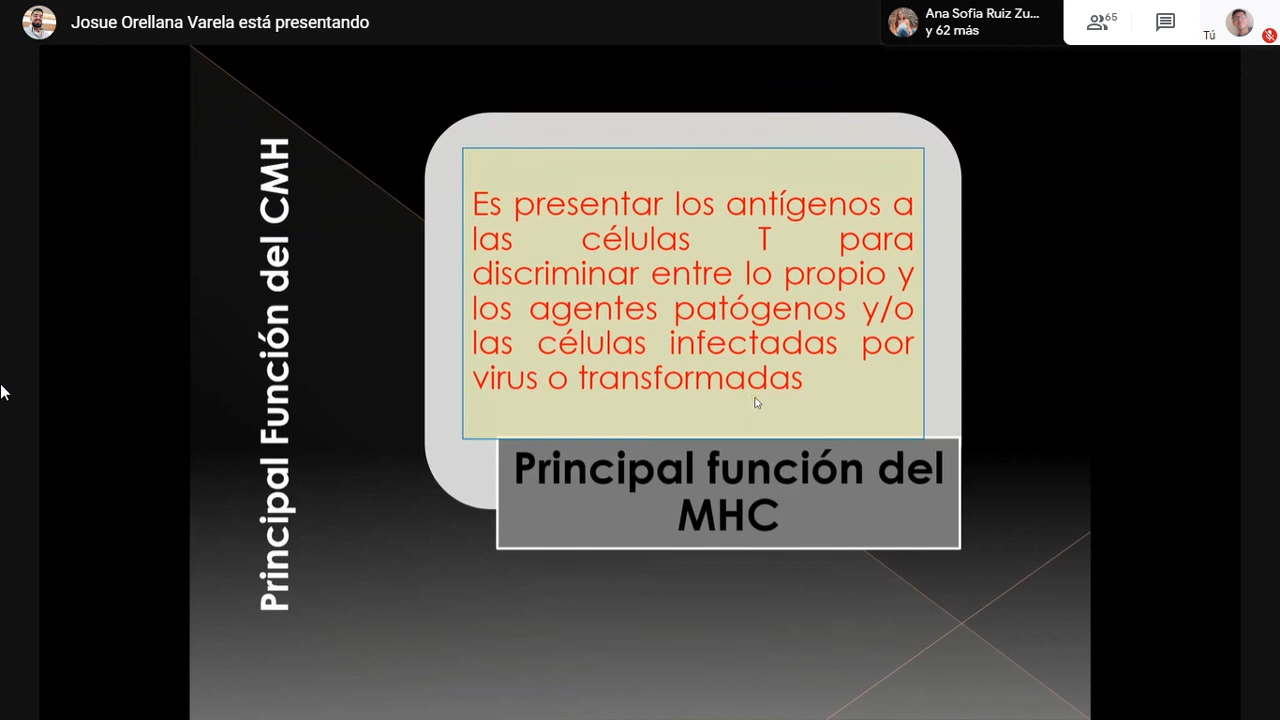 Josue Orellana Varela está presentando
Ana Sofia Ruiz Zu...
y 62 más
65
Tú
Principal Función del CMH
Es presentar los antígenos a
las células T para
discriminar entre lo propio y
los agentes patógenos y/o
las células infectadas por
virus o transformadas
Principal función del
MHC